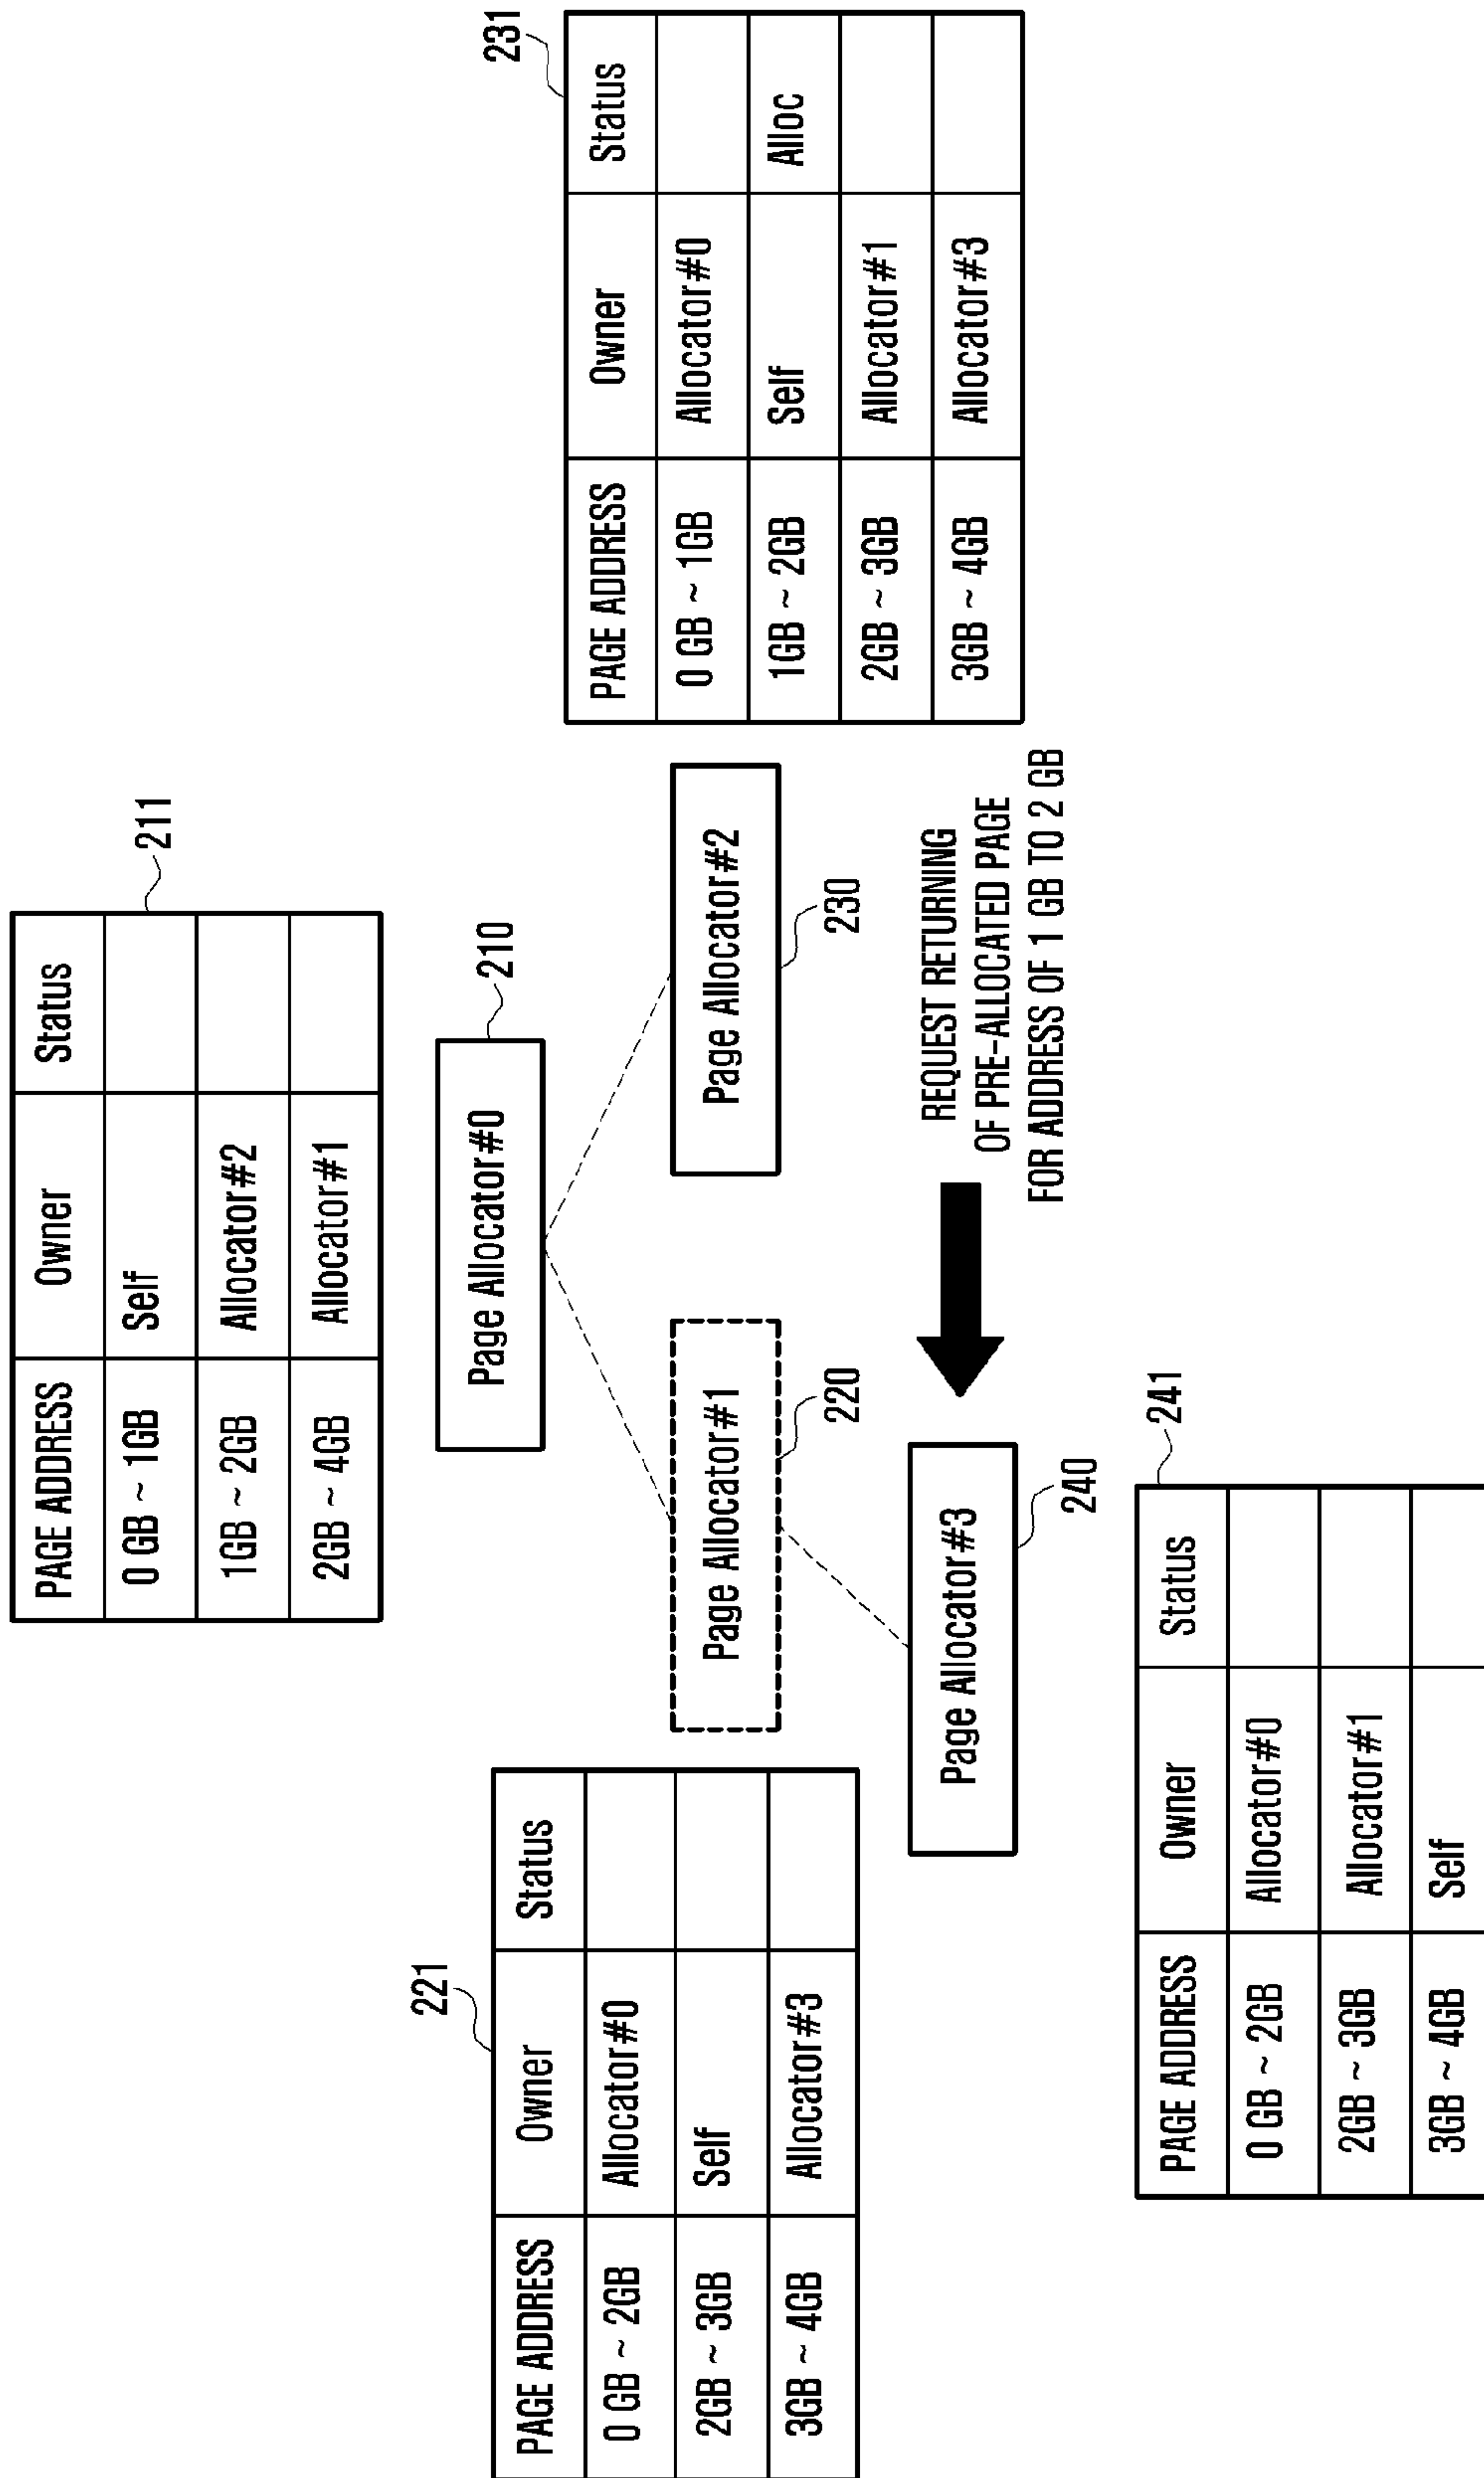 211
PAGE ADDRESS Owner Status
0 GB ~ 1GB Self
1GB ~ 2GB Allocator#2
2GB ~ 4GB Allocator#1
Page Allocator#0
210
221
PAGE ADDRESS Owner Status
0 GB ~ 2GB Allocator#0
2GB ~ 3GB Self
3GB ~ 4GB Allocator#3
Page Allocator#1
220
Page Allocator#2
230
231
PAGE ADDRESS Owner Status
0 GB ~ 1GB Allocator#0
1GB ~ 2GB Self Alloc
2GB ~ 3GB Allocator#1
3GB ~ 4GB Allocator#3
Page Allocator#3
240
REQUEST RETURNING
OF PRE-ALLOCATED PAGE
FOR ADDRESS OF 1 GB TO 2 GB
241
PAGE ADDRESS Owner Status
0 GB ~ 2GB Allocator#0
2GB ~ 3GB Allocator#1
3GB ~ 4GB Self